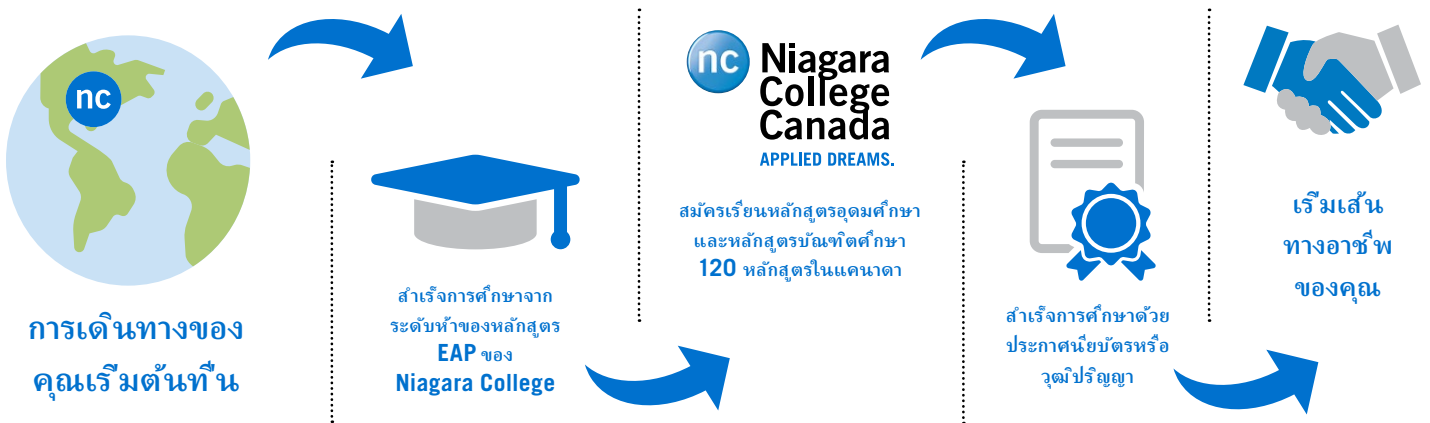 nc
การเดินทางของ
คุณเริ่มต้นที่นี่
สำเร็จการศึกษาจาก
ระดับห้าของหลักสูตร
EAP ของ
Niagara College
nc
Niagara
College
Canada
APPLIED DREAMS.
สมัครเรียนหลักสูตรอุดมศึกษา
และหลักสูตรบัณฑิตศึกษา
120 หลักสูตรในแคนาดา
สำเร็จการศึกษาด้วย
ประกาศนียบัตรหรือ
วุฒิปริญญา
เริ่มเส้น
ทางอาชีพ
ของคุณ